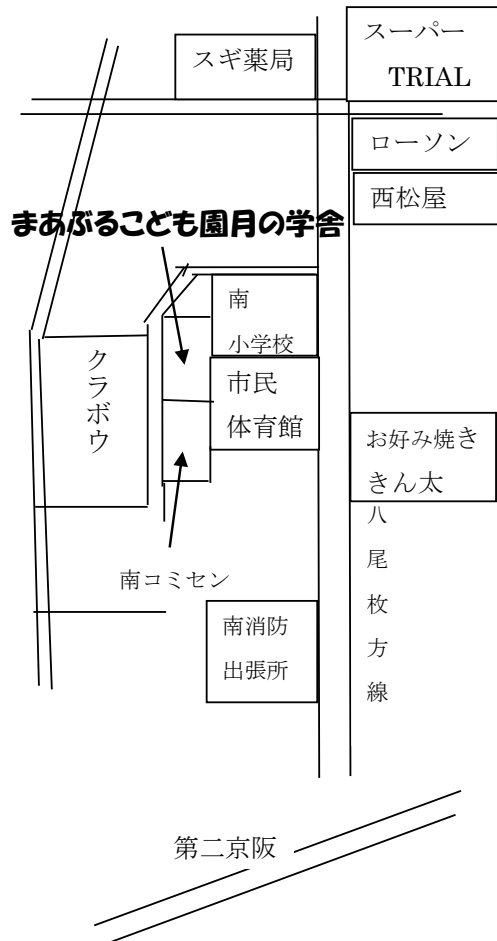 スーパー
TRIAL
スギ薬局
ローソン
西松屋
まあぶるこども園月の学舎
南
小学校
クラボウ
市民
体育館
お好み焼き
きん太
八尾枚方線
南コミセン
南消防
出張所
第二京阪